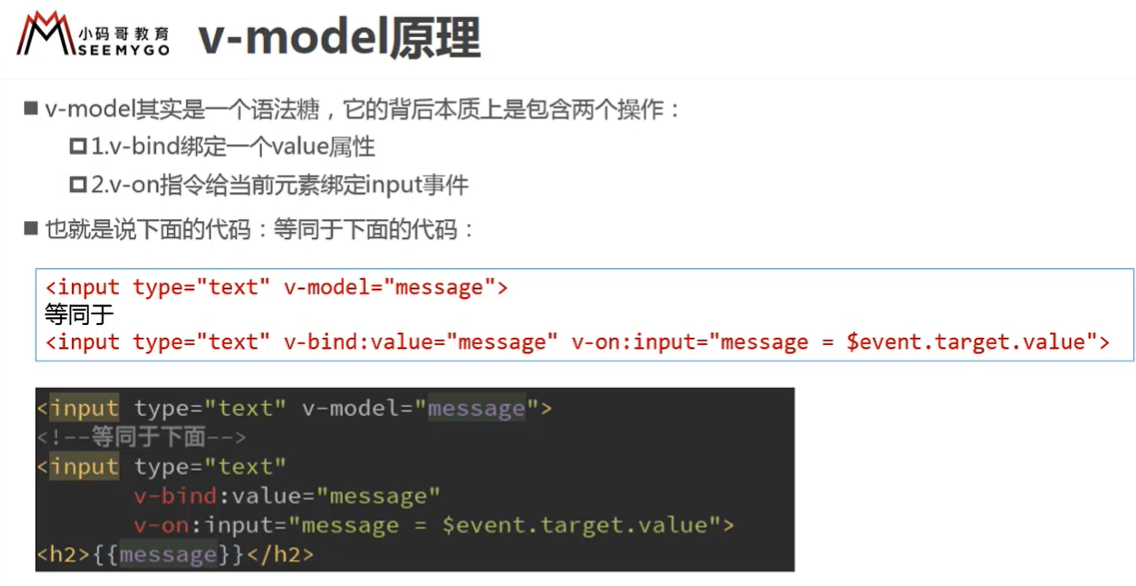 小码哥教育
SEEMYGO
v-model原理
v-model其实是一个语法糖，它的背后本质上是包含两个操作：
1.v-bind绑定一个value属性
2.v-on指令给当前元素绑定input事件
也就是说下面的代码：等同于下面的代码：
<input type="text" v-model="message">
等同于
<input type="text" v-bind:value="message" v-on:input="message = $event.target.value">
<input type="text" v-model="message">
<!--等同于下面-->
<input type="text"
v-bind:value="message"
v-on:input="message = $event.target.value">
<h2>{{message}}</h2>